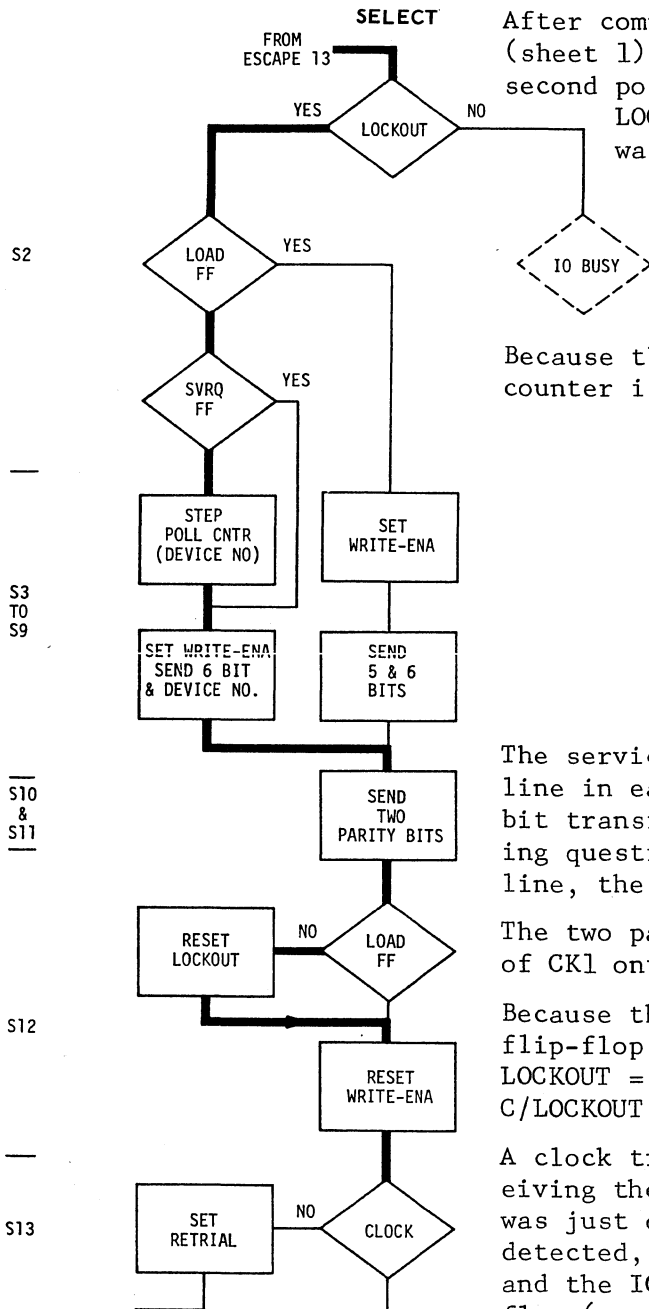 SELECT
FROM
ESCAPE 13
LOCKOUT
YES
NO
IO BUSY
S2
LOAD
FF
YES
SVRQ
FF
YES
STEP
POLL CNTR
(DEVICE NO)
SET
WRITE-ENA
S3
TO
S9
SET WRITE-ENA
SEND 6 BIT
& DEVICE NO.
SEND
5 & 6
BITS
S10
&
S11
SEND
TWO
PARITY BITS
RESET
LOCKOUT
NO
LOAD
FF
S12
RESET
WRITE-ENA
S13
SET
RETRIAL
NO
CLOCK
After com
(sheet 1)
second po
LOC
wa
Because t
counter i
The servi
line in ea
bit trans
ing quest
line, the
The two pa
of CK1 ont
Because th
flip-flop
LOCKOUT =
C/LOCKOUT
A clock t
eiving the
was just
detected,
and the IO